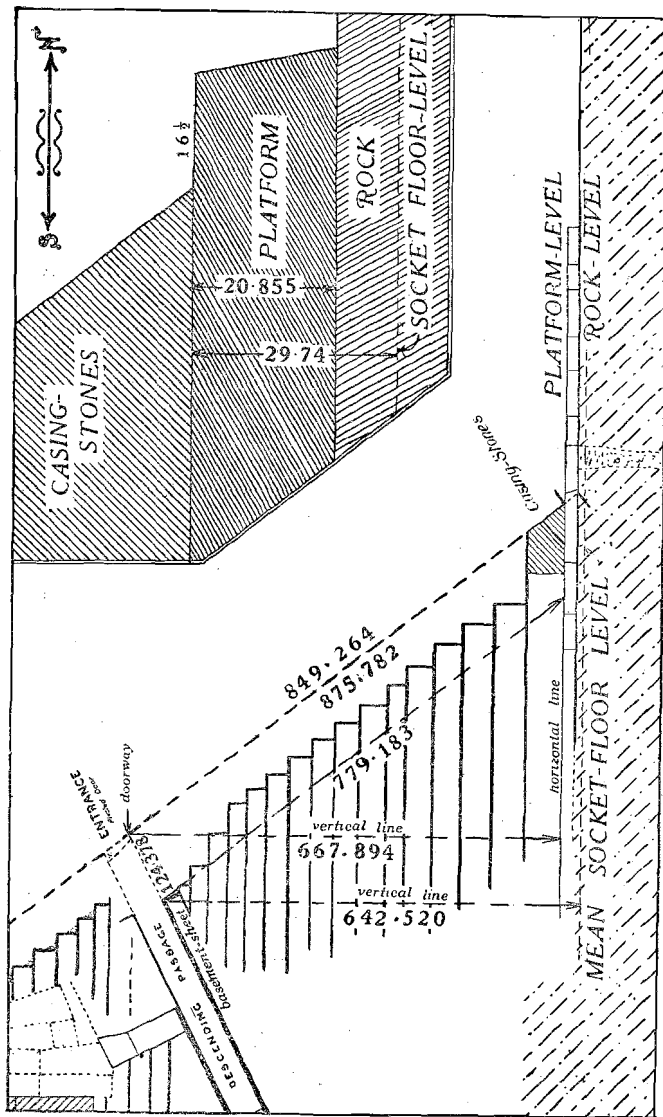 S
N
16½
CASING-
STONES
PLATFORM
ROCK
SOCKET FLOOR-LEVEL
20·855
29·74
Casing-Stones
PLATFORM-LEVEL
ROCK-LEVEL
849·264
875·782
779·183
ENTRANCE
doorway
124·378
vertical line
667·894
vertical line
642·520
horizontal line
DESCENDING PASSAGE
basement-sheet
MEAN SOCKET-FLOOR LEVEL